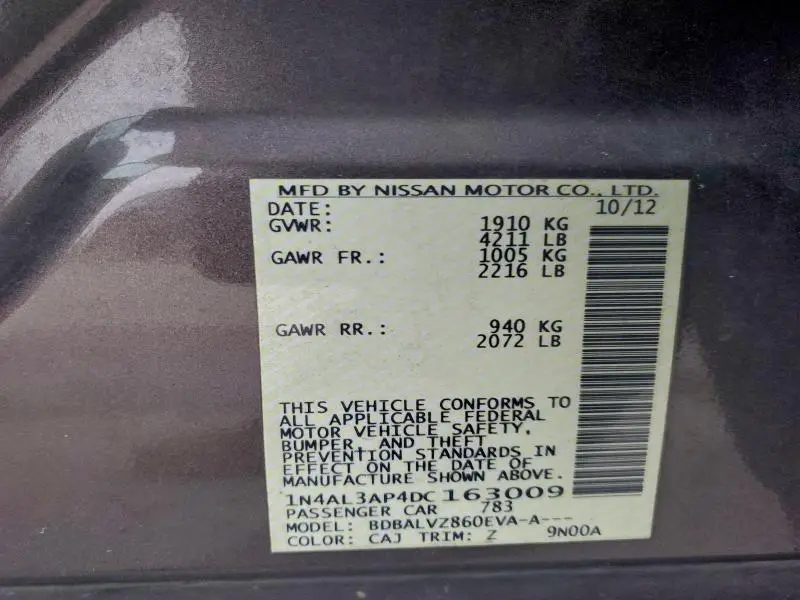 MFD BY NISSAN MOTOR CO., LTD.
DATE: 10/12
GVWR: 1910 KG
4211 LB
GAWR FR.: 1005 KG
2216 LB
GAWR RR.: 940 KG
2072 LB
THIS VEHICLE CONFORMS TO
ALL APPLICABLE FEDERAL
MOTOR VEHICLE SAFETY,
BUMPER, AND THEFT
PREVENTION STANDARDS IN
EFFECT ON THE DATE OF
MANUFACTURE SHOWN ABOVE.
1N4AL3AP4DC163009
PASSENGER CAR 783
MODEL: BDBALVZ860EVA-A---
COLOR: CAJ TRIM: Z 9N00A